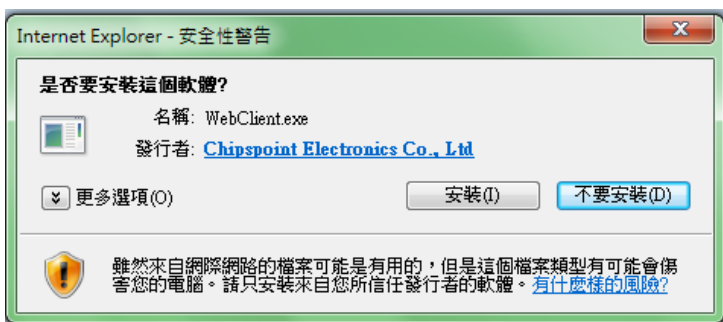 Internet Explorer - 安全性警告
是否要安裝這個軟體?
名稱: WebClient.exe
發行者: Chipspoint Electronics Co., Ltd
更多選項(O)
安裝(I)
不要安裝(D)
雖然來自網際網路的檔案可能是有用的，但是這個檔案類型有可能會傷
害您的電腦。請只安裝來自您所信任發行者的軟體。有什麼樣的風險?